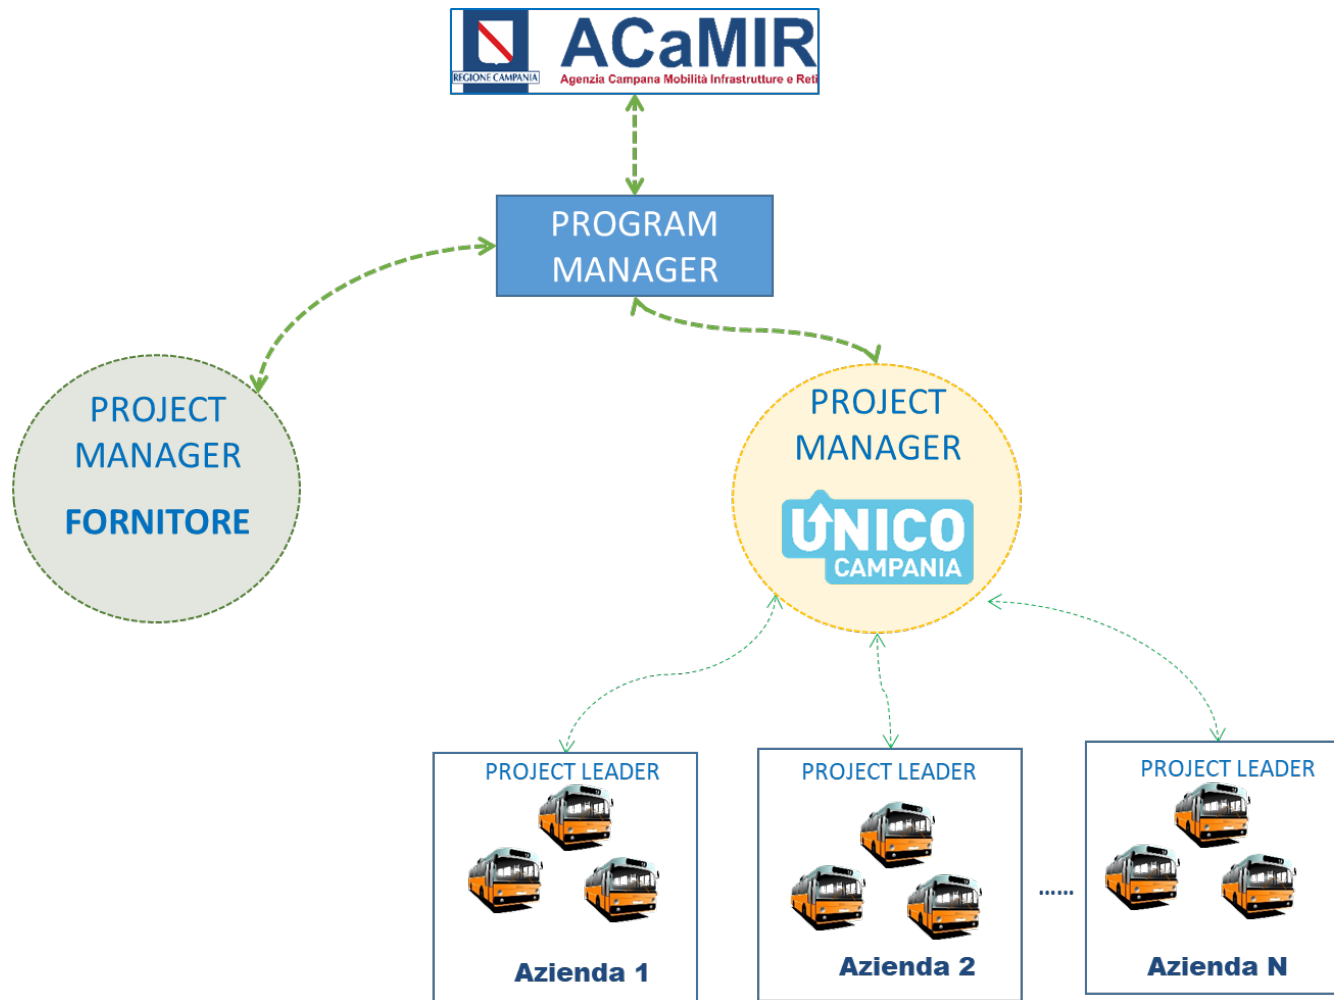 REGIONE CAMPANIA
ACaMIR
Agenzia Campana Mobilità Infrastrutture e Reti
PROGRAM
MANAGER
PROJECT
MANAGER
FORNITORE
PROJECT
MANAGER
UNICO
CAMPANIA
PROJECT LEADER
Azienda 1
PROJECT LEADER
Azienda 2
......
PROJECT LEADER
Azienda N